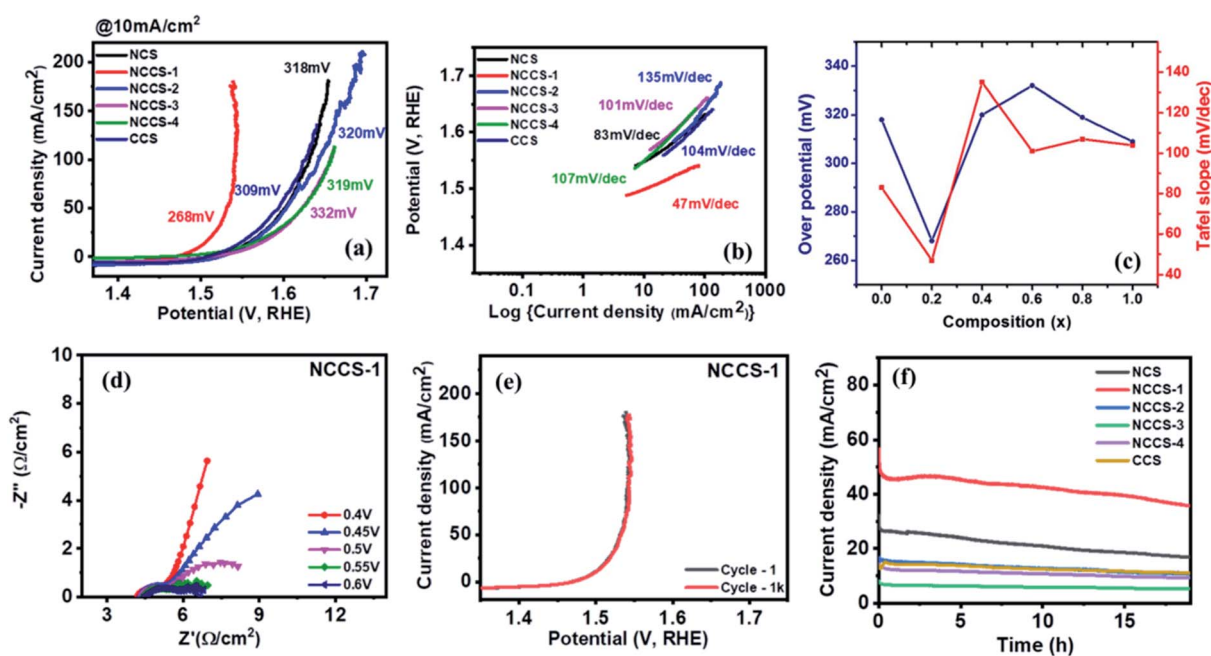 @10mA/cm²
Current density (mA/cm²)
200
150
100
50
0
NCS
NCCS-1
NCCS-2
NCCS-3
NCCS-4
CCS
318mV
320mV
309mV
319mV
268mV
332mV
(a)
1.4
1.5
1.6
1.7
Potential (V, RHE)
Potential (V, RHE)
1.7
1.6
1.5
1.4
NCS
NCCS-1
NCCS-2
NCCS-3
NCCS-4
CCS
135mV/dec
101mV/dec
83mV/dec
104mV/dec
107mV/dec
47mV/dec
(b)
0.1
10
100
1000
Log {Current density (mA/cm²)}
Over potential (mV)
340
320
300
280
260
(c)
140
120
100
80
60
40
Tafel slope (mV/dec)
0.0
0.2
0.4
0.6
0.8
1.0
Composition (x)
-Z'' (Ω/cm²)
10
8
6
4
2
0
(d)
NCCS-1
0.4V
0.45V
0.5V
0.55V
0.6V
0
3
6
9
12
Z'(Ω/cm²)
Current density (mA/cm²)
200
150
100
50
0
(e)
NCCS-1
Cycle - 1
Cycle - 1k
1.4
1.5
1.6
1.7
Potential (V, RHE)
Current density (mA/cm²)
80
60
40
20
0
(f)
NCS
NCCS-1
NCCS-2
NCCS-3
NCCS-4
CCS
0
5
10
15
Time (h)